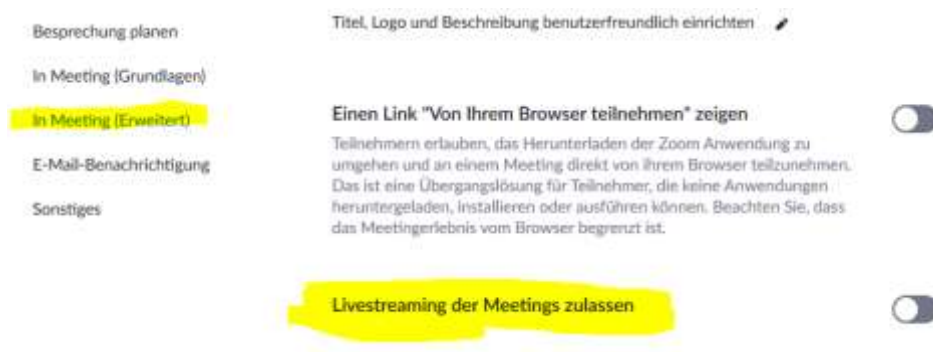 Besprechung planen
In Meeting (Grundlagen)
In Meeting (Erweitert)
E-Mail-Benachrichtigung
Sonstiges
Titel, Logo und Beschreibung benutzerfreundlich einrichten
Einen Link "Von Ihrem Browser teilnehmen" zeigen
Teilnehmern erlauben, das Herunterladen der Zoom Anwendung zu
umgehen und an einem Meeting direkt von ihrem Browser teilzunehmen.
Das ist eine Übergangslösung für Teilnehmer, die keine Anwendungen
heruntergeladen, installieren oder ausführen können. Beachten Sie, dass
das Meetingerlebnis vom Browser begrenzt ist.
Livestreaming der Meetings zulassen